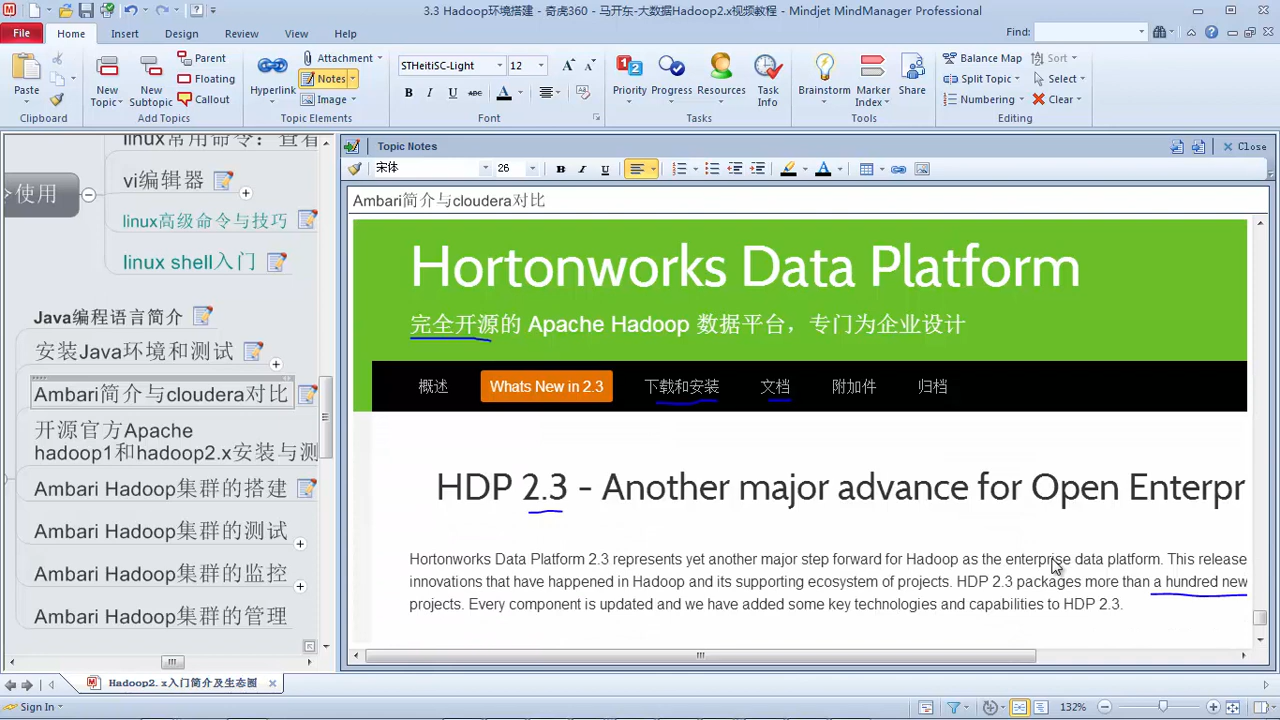 3.3 Hadoop环境搭建 - 奇虎360 - 马开东-大数据Hadoop2.x视频教程 - Mindjet MindManager Professional
File Home Insert Design Review View Help
Find:
Paste
Clipboard
New Topic
New Subtopic
Parent
Floating
Callout
Add Topics
Hyperlink
Attachment
Notes
Image
Topic Elements
STHeitiSC-Light 12
B I U ABC A
Font
Priority
Progress
Resources
Task Info
Tasks
Brainstorm
Marker Index
Share
Tools
Balance Map
Sort
Split Topic
Select
Numbering
Clear
Editing
使用
linux常用命令：查看
vi编辑器
linux高级命令与技巧
linux shell入门
Java编程语言简介
安装Java环境和测试
Ambari简介与cloudera对比
开源官方Apache
hadoop1和hadoop2.x安装与测
Ambari Hadoop集群的搭建
Ambari Hadoop集群的测试
Ambari Hadoop集群的监控
Ambari Hadoop集群的管理
Topic Notes
Close
宋体 26 B I U A
Ambari简介与cloudera对比
Hortonworks Data Platform
完全开源的 Apache Hadoop 数据平台，专门为企业设计
概述 Whats New in 2.3 下载和安装 文档 附加件 归档
HDP 2.3 - Another major advance for Open Enterpr
Hortonworks Data Platform 2.3 represents yet another major step forward for Hadoop as the enterprise data platform. This release
innovations that have happened in Hadoop and its supporting ecosystem of projects. HDP 2.3 packages more than a hundred new
projects. Every component is updated and we have added some key technologies and capabilities to HDP 2.3.
Hadoop2.x入门简介及生态圈
Sign In
132%